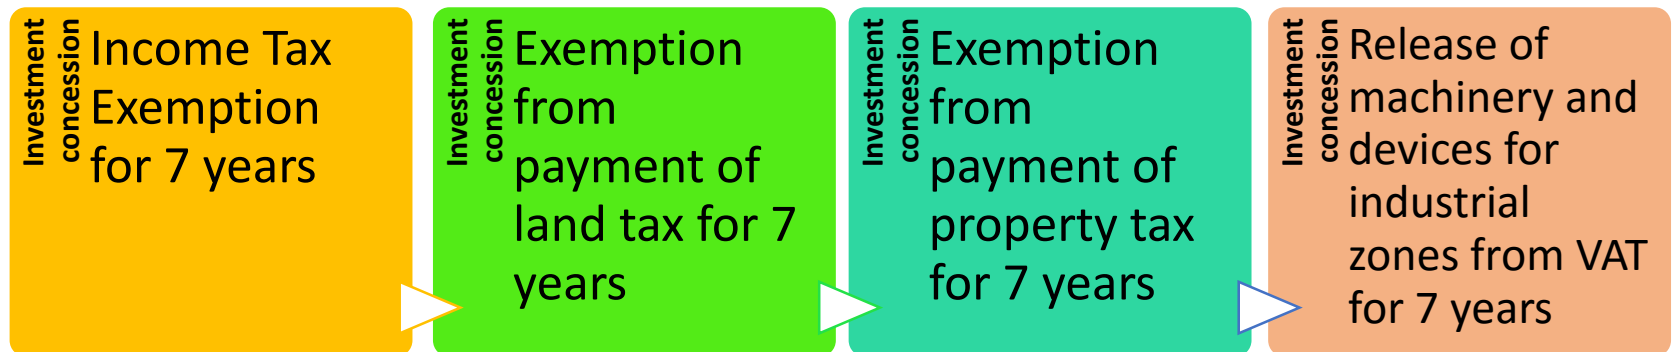 Investment
concession
Income Tax
Exemption
for 7 years
Investment
concession
Exemption
from
payment of
land tax for 7
years
Investment
concession
Exemption
from
payment of
property tax
for 7 years
Investment
concession
Release of
machinery and
devices for
industrial
zones from VAT
for 7 years